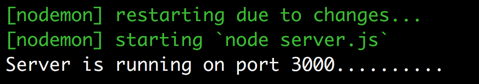 [nodemon] restarting due to changes...
[nodemon] starting `node server.js`
Server is running on port 3000..........